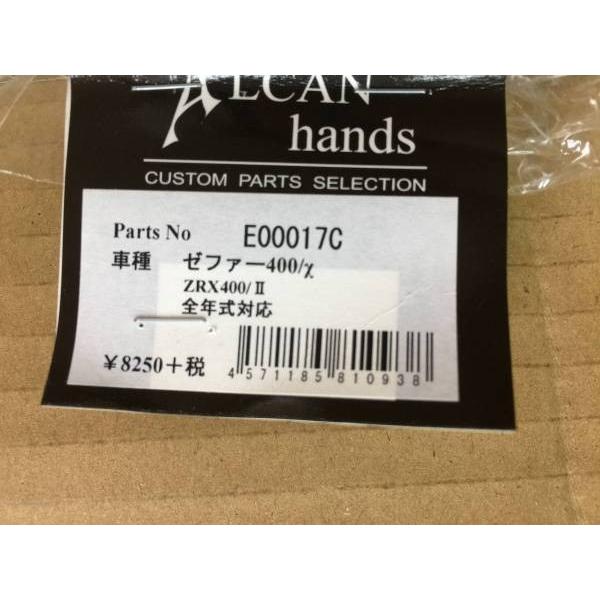 ALCAN
hands
CUSTOM PARTS SELECTION
Parts No E00017C
車種 ゼファー400/χ
ZRX400/Ⅱ
全年式対応
¥8250+税
4571185810938